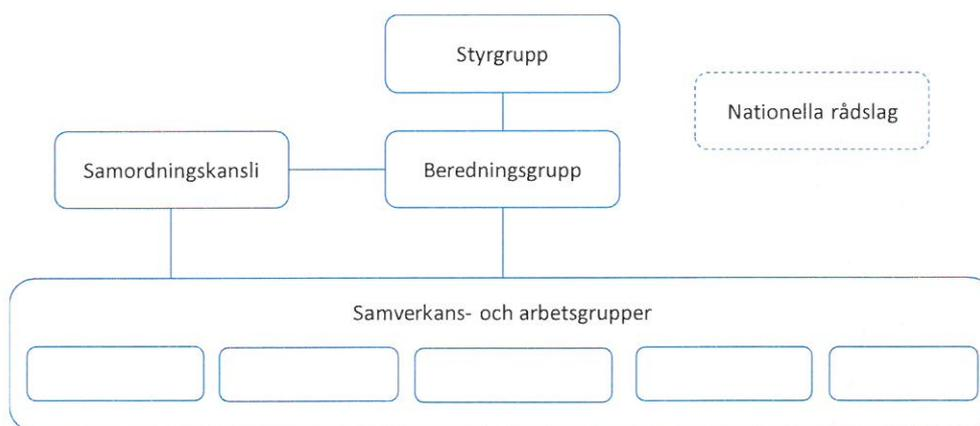 Styrgrupp
Nationella rådslag
Samordningskansli
Beredningsgrupp
Samverkans- och arbetsgrupper